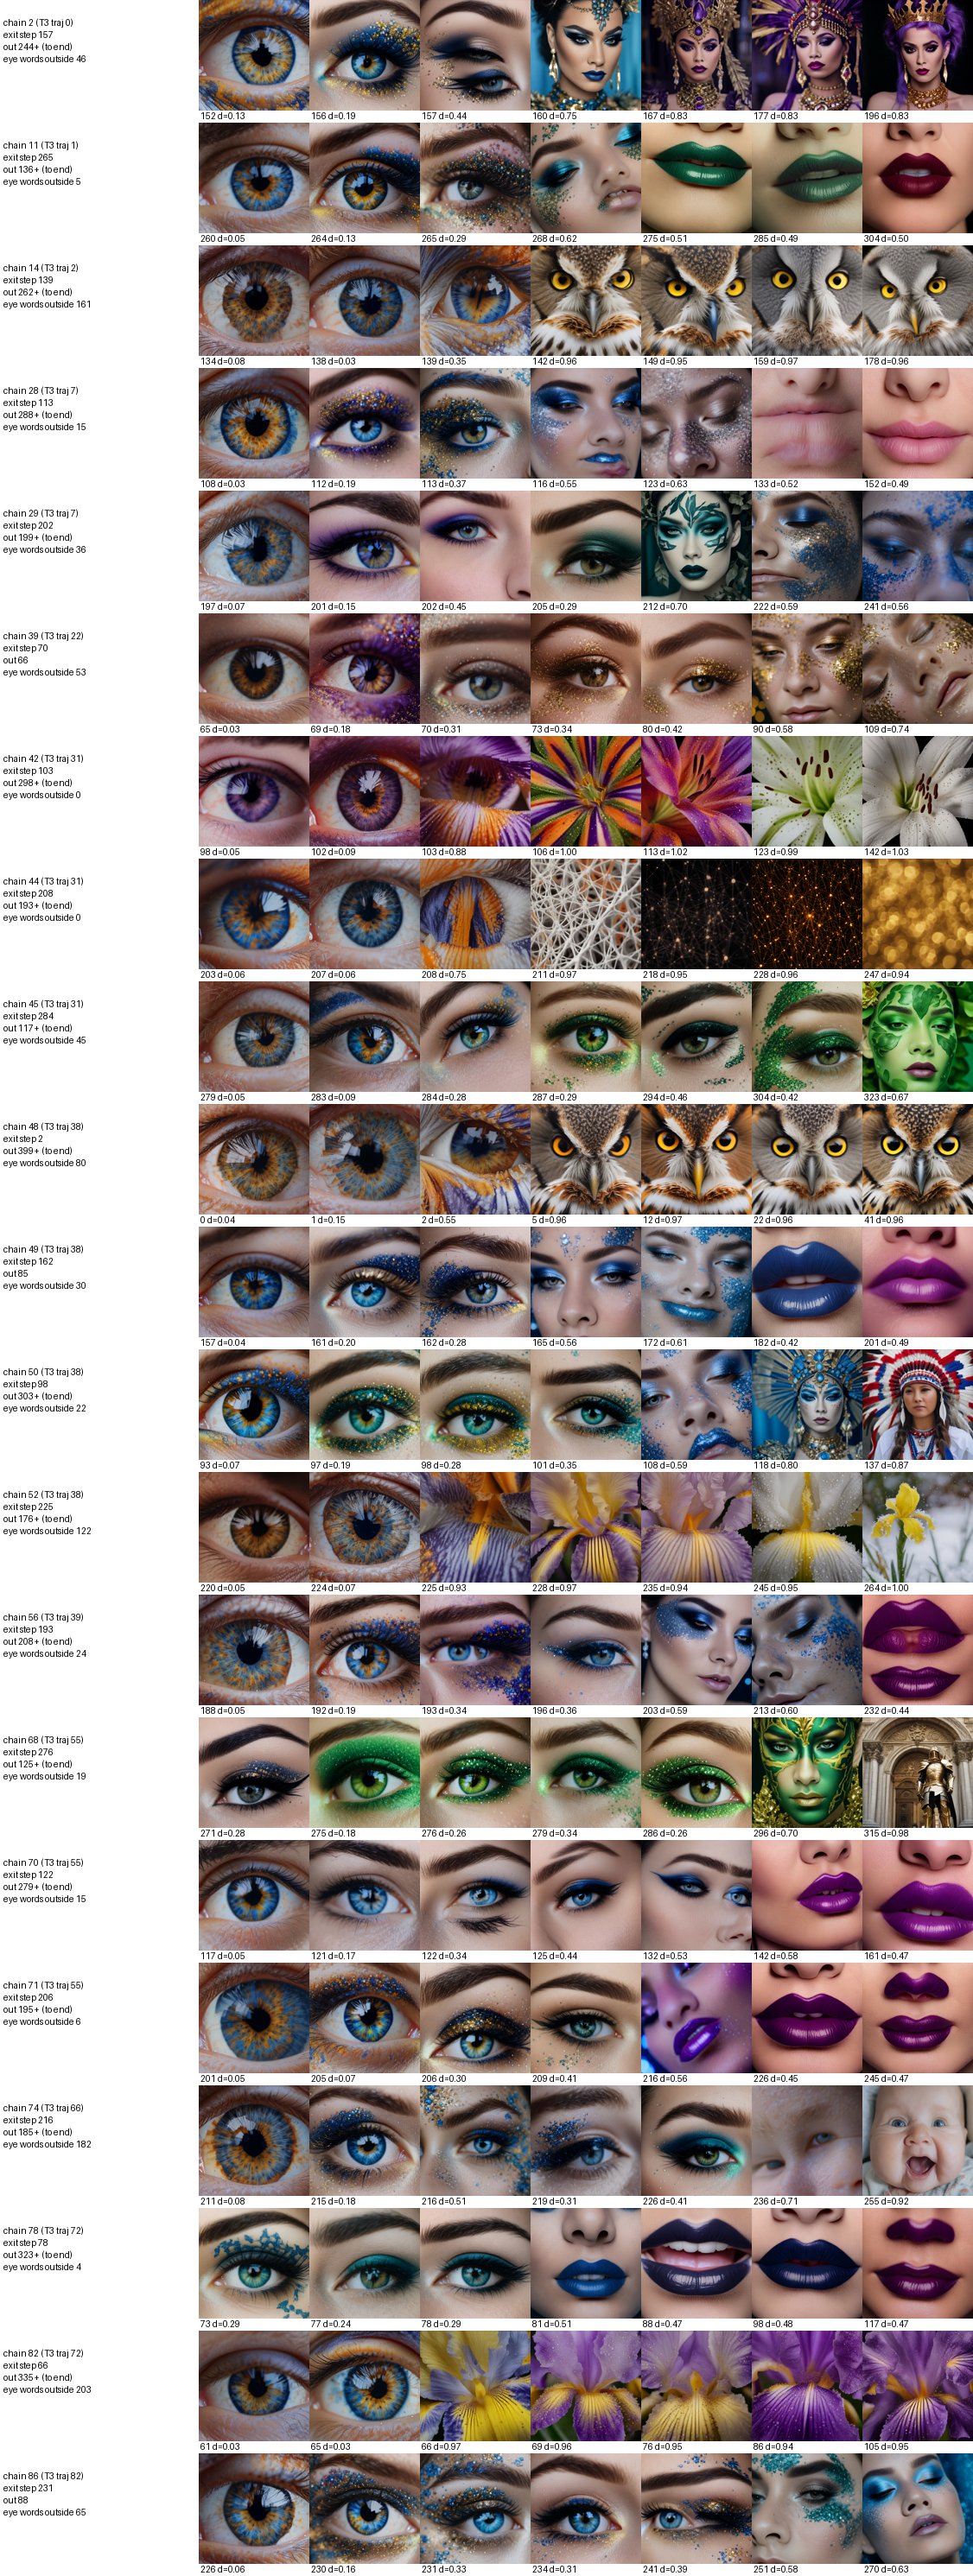 chain 2 (T3 traj 0)
exit step 157
out 244+ (to end)
eye words outside 46
152 d=0.13 156 d=0.19 157 d=0.44 160 d=0.75 167 d=0.83 177 d=0.83 196 d=0.83
chain 11 (T3 traj 1)
exit step 265
out 136+ (to end)
eye words outside 5
260 d=0.05 264 d=0.13 265 d=0.29 268 d=0.62 275 d=0.51 285 d=0.49 304 d=0.50
chain 14 (T3 traj 2)
exit step 139
out 262+ (to end)
eye words outside 161
134 d=0.08 138 d=0.03 139 d=0.35 142 d=0.96 149 d=0.95 159 d=0.97 178 d=0.96
chain 28 (T3 traj 7)
exit step 113
out 288+ (to end)
eye words outside 15
108 d=0.03 112 d=0.19 113 d=0.37 116 d=0.55 123 d=0.63 133 d=0.52 152 d=0.49
chain 29 (T3 traj 7)
exit step 202
out 199+ (to end)
eye words outside 36
197 d=0.07 201 d=0.15 202 d=0.45 205 d=0.29 212 d=0.70 222 d=0.59 241 d=0.56
chain 39 (T3 traj 22)
exit step 70
out 66
eye words outside 53
65 d=0.03 69 d=0.18 70 d=0.31 73 d=0.34 80 d=0.42 90 d=0.58 109 d=0.74
chain 42 (T3 traj 31)
exit step 103
out 298+ (to end)
eye words outside 0
98 d=0.05 102 d=0.09 103 d=0.88 106 d=1.00 113 d=1.02 123 d=0.99 142 d=1.03
chain 44 (T3 traj 31)
exit step 208
out 193+ (to end)
eye words outside 0
203 d=0.06 207 d=0.06 208 d=0.75 211 d=0.97 218 d=0.95 228 d=0.96 247 d=0.94
chain 45 (T3 traj 31)
exit step 284
out 117+ (to end)
eye words outside 45
279 d=0.05 283 d=0.09 284 d=0.28 287 d=0.29 294 d=0.46 304 d=0.42 323 d=0.67
chain 48 (T3 traj 38)
exit step 2
out 399+ (to end)
eye words outside 80
0 d=0.04 1 d=0.15 2 d=0.55 5 d=0.96 12 d=0.97 22 d=0.96 41 d=0.96
chain 49 (T3 traj 38)
exit step 162
out 85
eye words outside 30
157 d=0.04 161 d=0.20 162 d=0.28 165 d=0.56 172 d=0.61 182 d=0.42 201 d=0.49
chain 50 (T3 traj 38)
exit step 98
out 303+ (to end)
eye words outside 22
93 d=0.07 97 d=0.19 98 d=0.28 101 d=0.35 108 d=0.59 118 d=0.80 137 d=0.87
chain 52 (T3 traj 38)
exit step 225
out 176+ (to end)
eye words outside 122
220 d=0.05 224 d=0.07 225 d=0.93 228 d=0.97 235 d=0.94 245 d=0.95 264 d=1.00
chain 56 (T3 traj 39)
exit step 193
out 208+ (to end)
eye words outside 24
188 d=0.05 192 d=0.19 193 d=0.34 196 d=0.36 203 d=0.59 213 d=0.60 232 d=0.44
chain 68 (T3 traj 55)
exit step 276
out 125+ (to end)
eye words outside 19
271 d=0.28 275 d=0.18 276 d=0.26 279 d=0.34 286 d=0.26 296 d=0.70 315 d=0.98
chain 70 (T3 traj 55)
exit step 122
out 279+ (to end)
eye words outside 15
117 d=0.05 121 d=0.17 122 d=0.34 125 d=0.44 132 d=0.53 142 d=0.58 161 d=0.47
chain 71 (T3 traj 55)
exit step 206
out 195+ (to end)
eye words outside 6
201 d=0.05 205 d=0.07 206 d=0.30 209 d=0.41 216 d=0.56 226 d=0.45 245 d=0.47
chain 74 (T3 traj 66)
exit step 216
out 185+ (to end)
eye words outside 182
211 d=0.08 215 d=0.18 216 d=0.51 219 d=0.31 226 d=0.41 236 d=0.71 255 d=0.92
chain 78 (T3 traj 72)
exit step 78
out 323+ (to end)
eye words outside 4
73 d=0.29 77 d=0.24 78 d=0.29 81 d=0.51 88 d=0.47 98 d=0.48 117 d=0.47
chain 82 (T3 traj 72)
exit step 66
out 335+ (to end)
eye words outside 203
61 d=0.03 65 d=0.03 66 d=0.97 69 d=0.96 76 d=0.95 86 d=0.94 105 d=0.95
chain 86 (T3 traj 82)
exit step 231
out 88
eye words outside 65
226 d=0.06 230 d=0.16 231 d=0.33 234 d=0.31 241 d=0.39 251 d=0.58 270 d=0.63